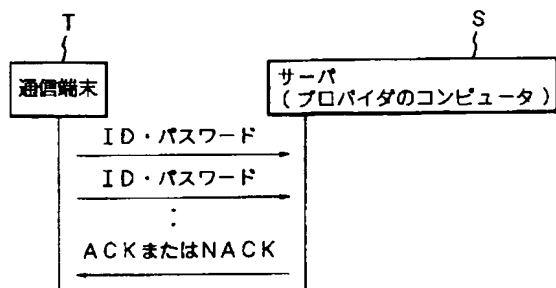 T
S
通信端末
サーバ
(プロバイダのコンピュータ)
ID・パスワード
ID・パスワード
⋮
ACKまたはNACK